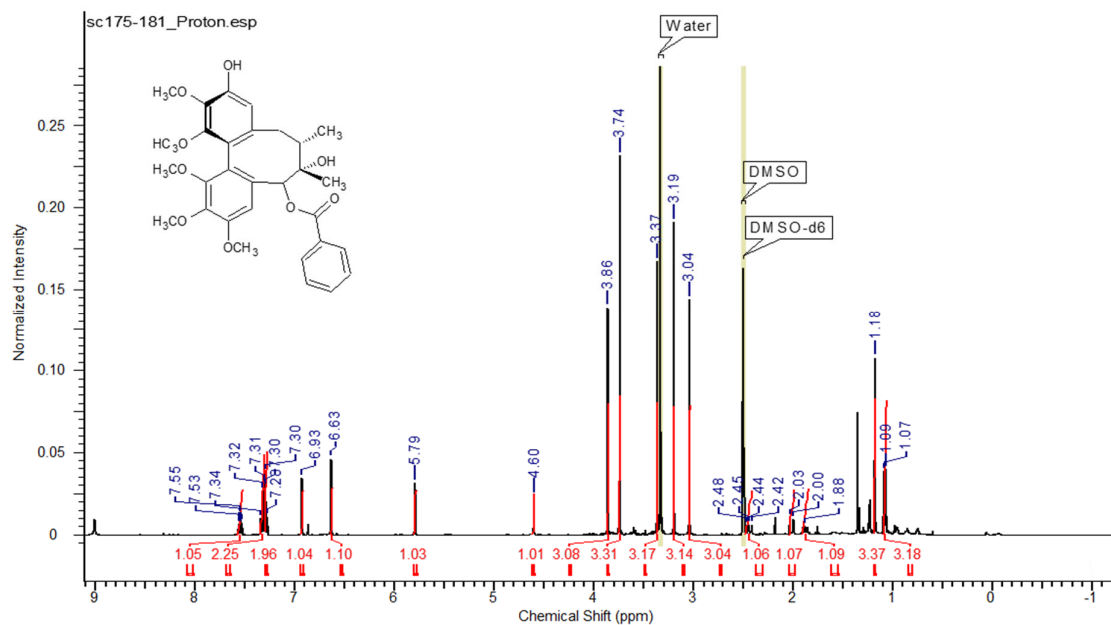 sc175-181_Proton.esp
Water
DMSO
DMSO-d6
OH
H₃CO
OC₃H
H₃CO
H₃CO
OCH₃
CH₃
OH
CH₃
O
O
7.55
7.53
7.34
7.32
7.31
7.30
7.30
6.93
6.63
5.79
4.60
3.86
3.74
3.37
3.19
3.04
2.48
2.45
2.44
2.42
2.03
2.00
1.88
1.18
1.09
1.07
0.25
0.20
0.15
0.10
0.05
0
Normalized Intensity
1.05 2.25 1.96 1.04 1.10 1.03 1.01 3.08 3.31 3.17 3.14 3.04 1.06 1.07 1.09 3.37 3.18
9 8 7 6 5 4 3 2 1 0 -1
Chemical Shift (ppm)